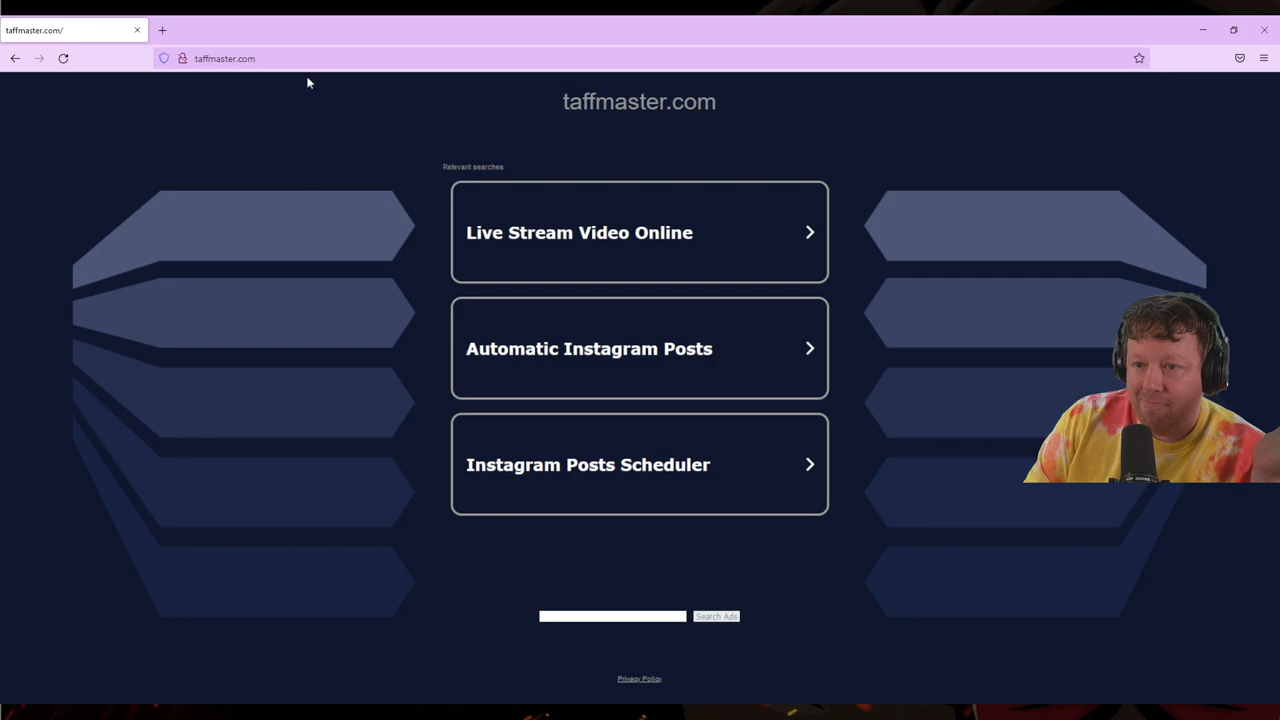 taffmaster.com/
taffmaster.com
taffmaster.com
Relevant searches
Live Stream Video Online
Automatic Instagram Posts
Instagram Posts Scheduler
Search Ads
Privacy Policy